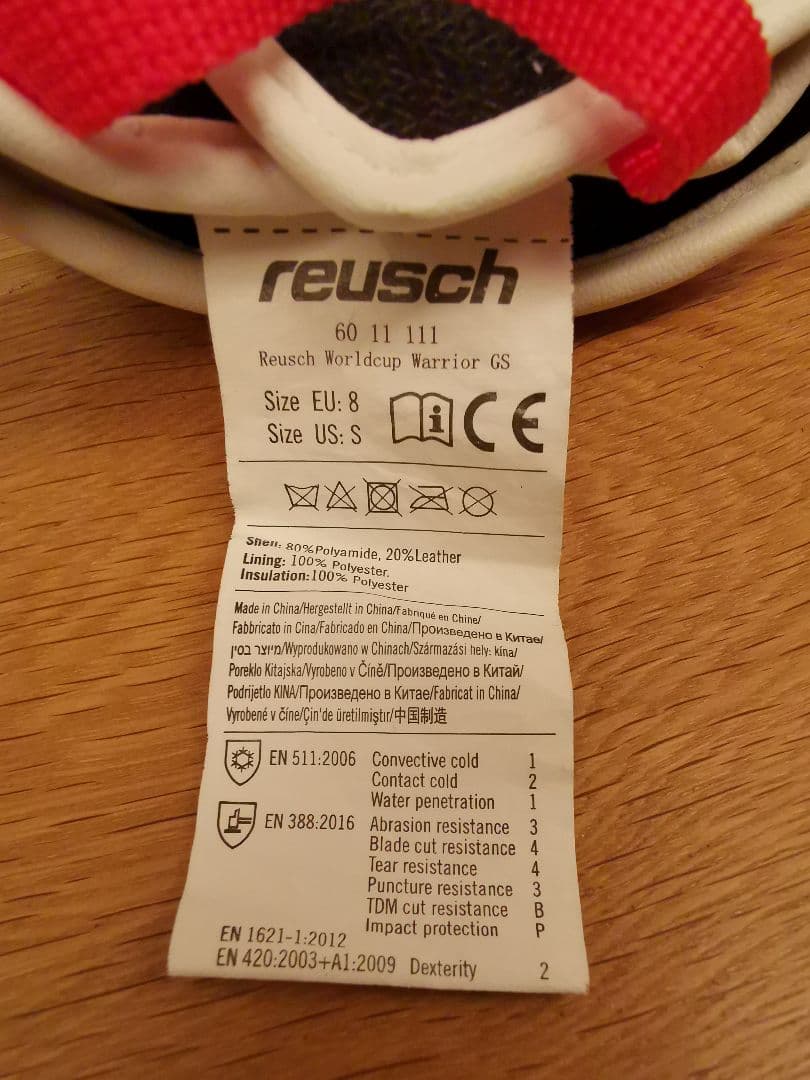 reusch
60 11 111
Reusch Worldcup Warrior GS
Size EU: 8
Size US: S
i CE
Shell: 80%Polyamide, 20%Leather
Lining: 100% Polyester.
Insulation:100% Polyester
Made in China/Hergestellt in China/Fabriqué en Chine/
Fabbricato in Cina/Fabricado en China/Произведено в Китае/
מיוצר בסין/Wyprodukowano w Chinach/Származási hely: kína/
Poreklo Kitajska/Vyrobeno v Číně/Произведено в Китай/
Podrijetlo KINA/Произведено в Китае/Fabricat in China/
Vyrobené v číne/Çin'de üretilmiştir/中国制造
EN 511:2006 Convective cold 1
Contact cold 2
Water penetration 1
EN 388:2016 Abrasion resistance 3
Blade cut resistance 4
Tear resistance 4
Puncture resistance 3
TDM cut resistance B
Impact protection P
EN 1621-1:2012
EN 420:2003+A1:2009 Dexterity 2